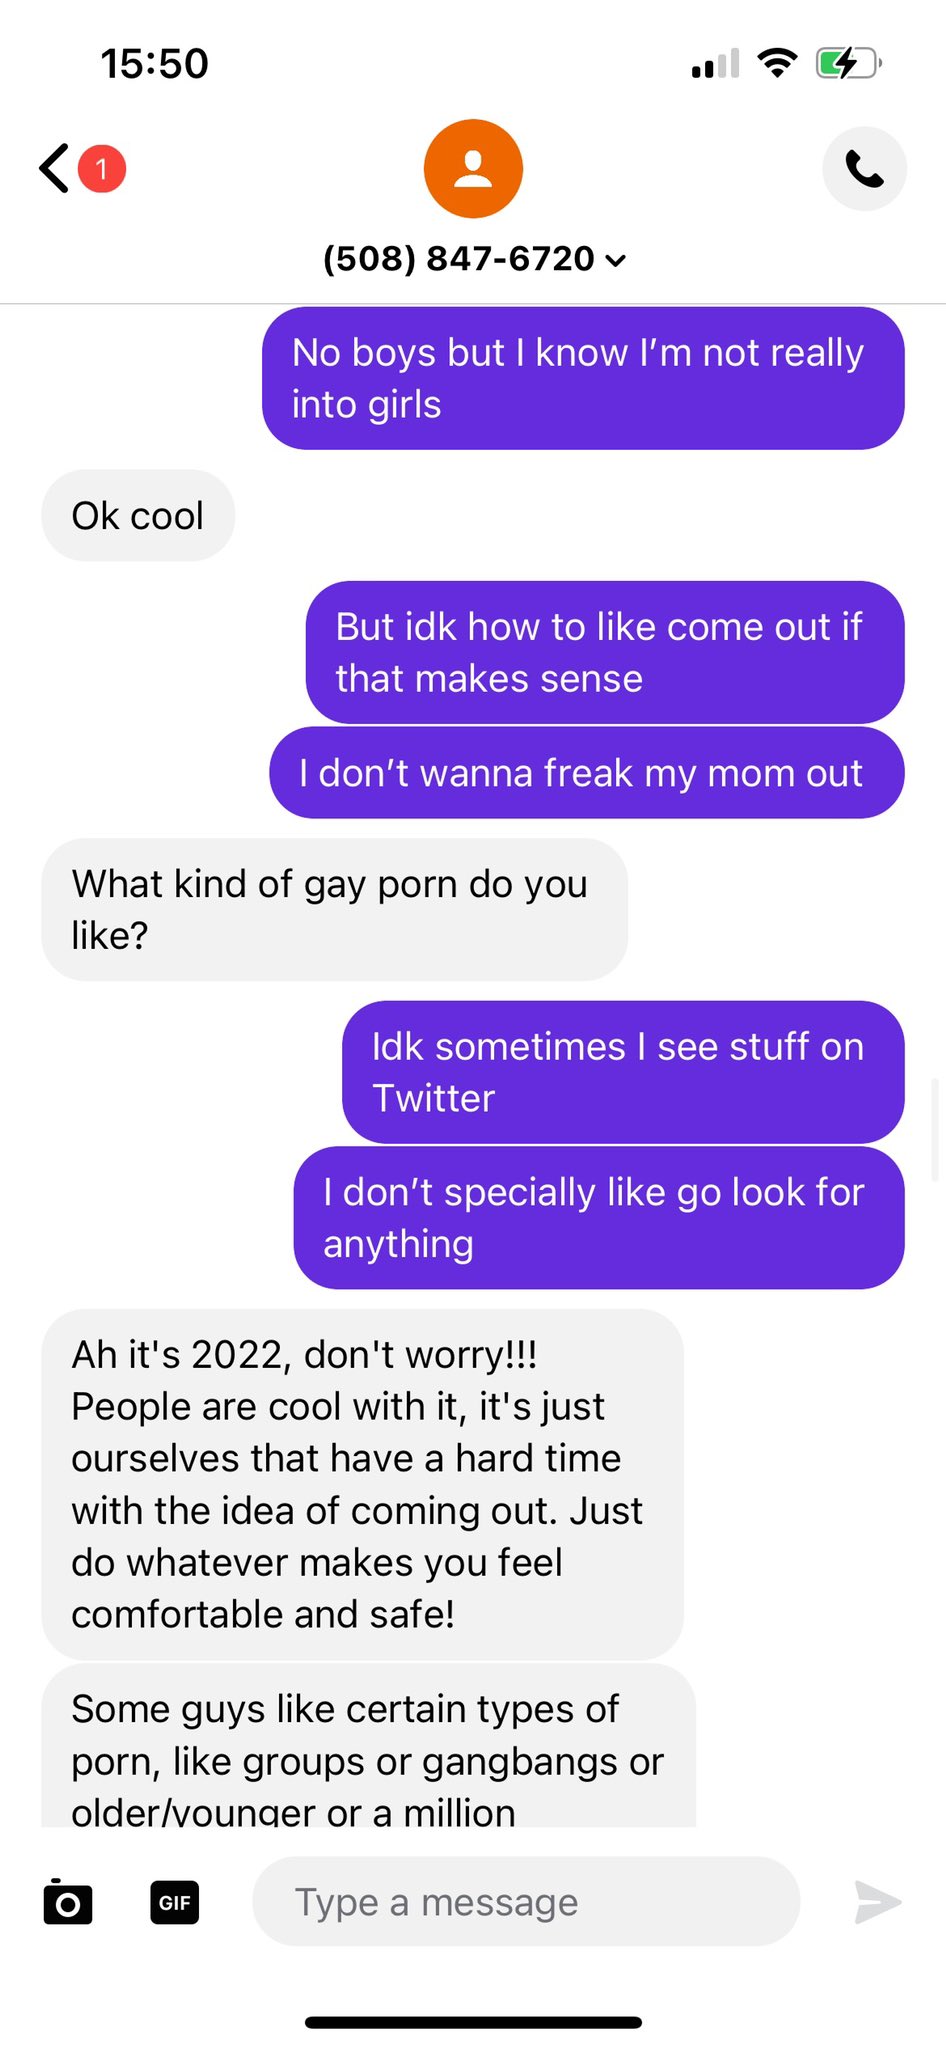 15:50
1
(508) 847-6720
No boys but I know I'm not really
into girls
Ok cool
But idk how to like come out if
that makes sense
I don't wanna freak my mom out
What kind of gay porn do you
like?
Idk sometimes I see stuff on
Twitter
I don't specially like go look for
anything
Ah it's 2022, don't worry!!!
People are cool with it, it's just
ourselves that have a hard time
with the idea of coming out. Just
do whatever makes you feel
comfortable and safe!
Some guys like certain types of
porn, like groups or gangbangs or
older/younger or a million
GIF
Type a message